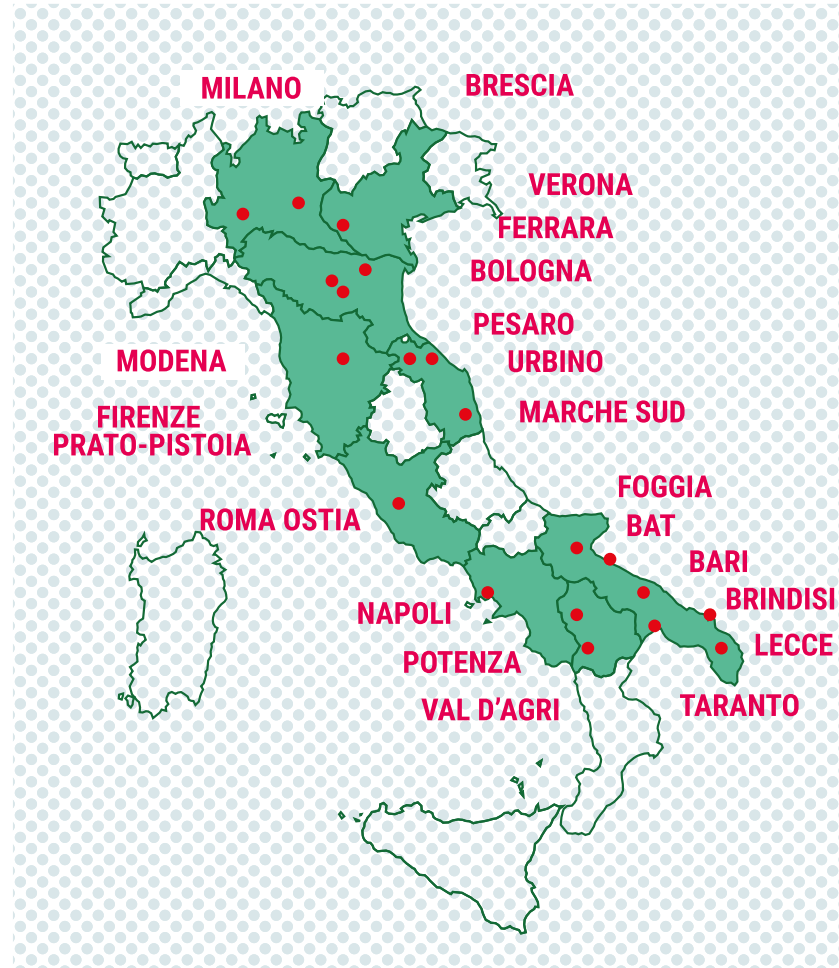 MILANO
BRESCIA
VERONA
FERRARA
BOLOGNA
PESARO
URBINO
MODENA
MARCHE SUD
FIRENZE
PRATO-PISTOIA
FOGGIA
ROMA OSTIA
BAT
BARI
BRINDISI
NAPOLI
LECCE
POTENZA
TARANTO
VAL D’AGRI